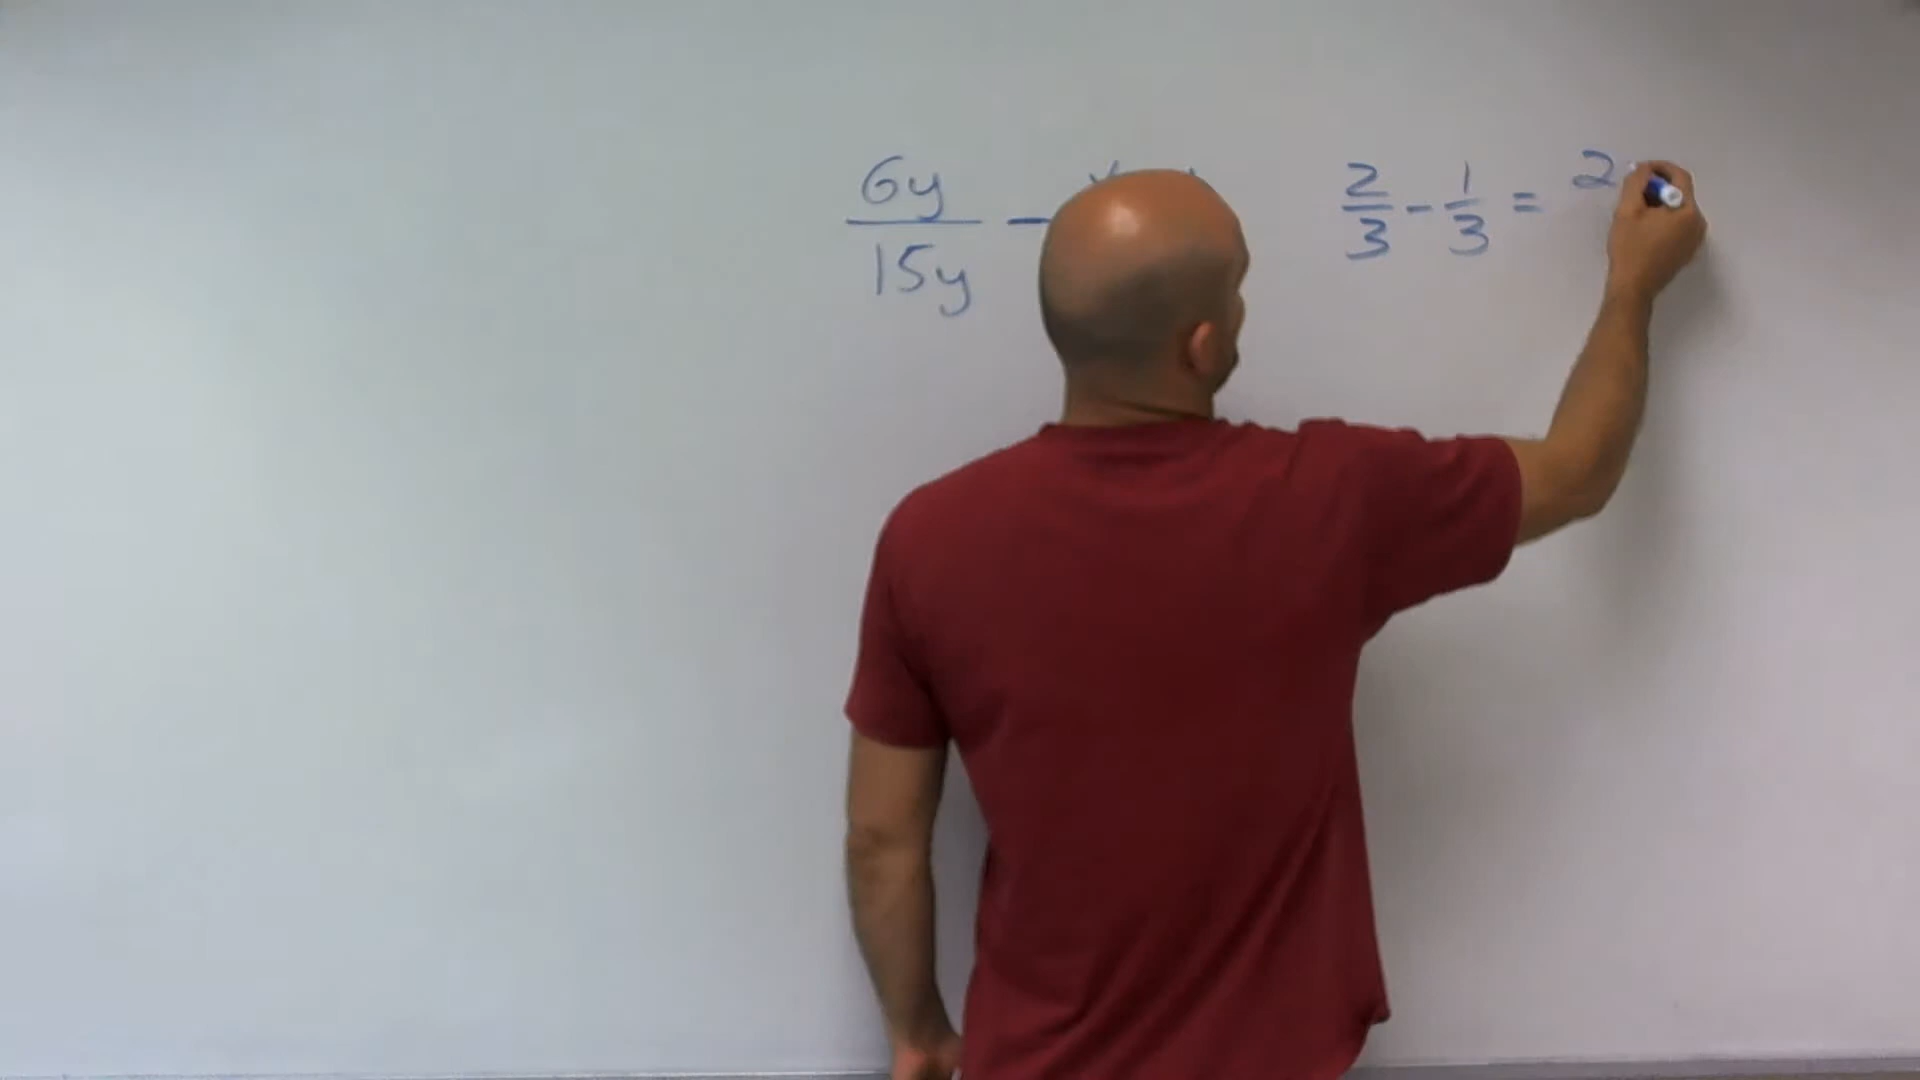 6y/15y − 2/3 - 1/3 = 2